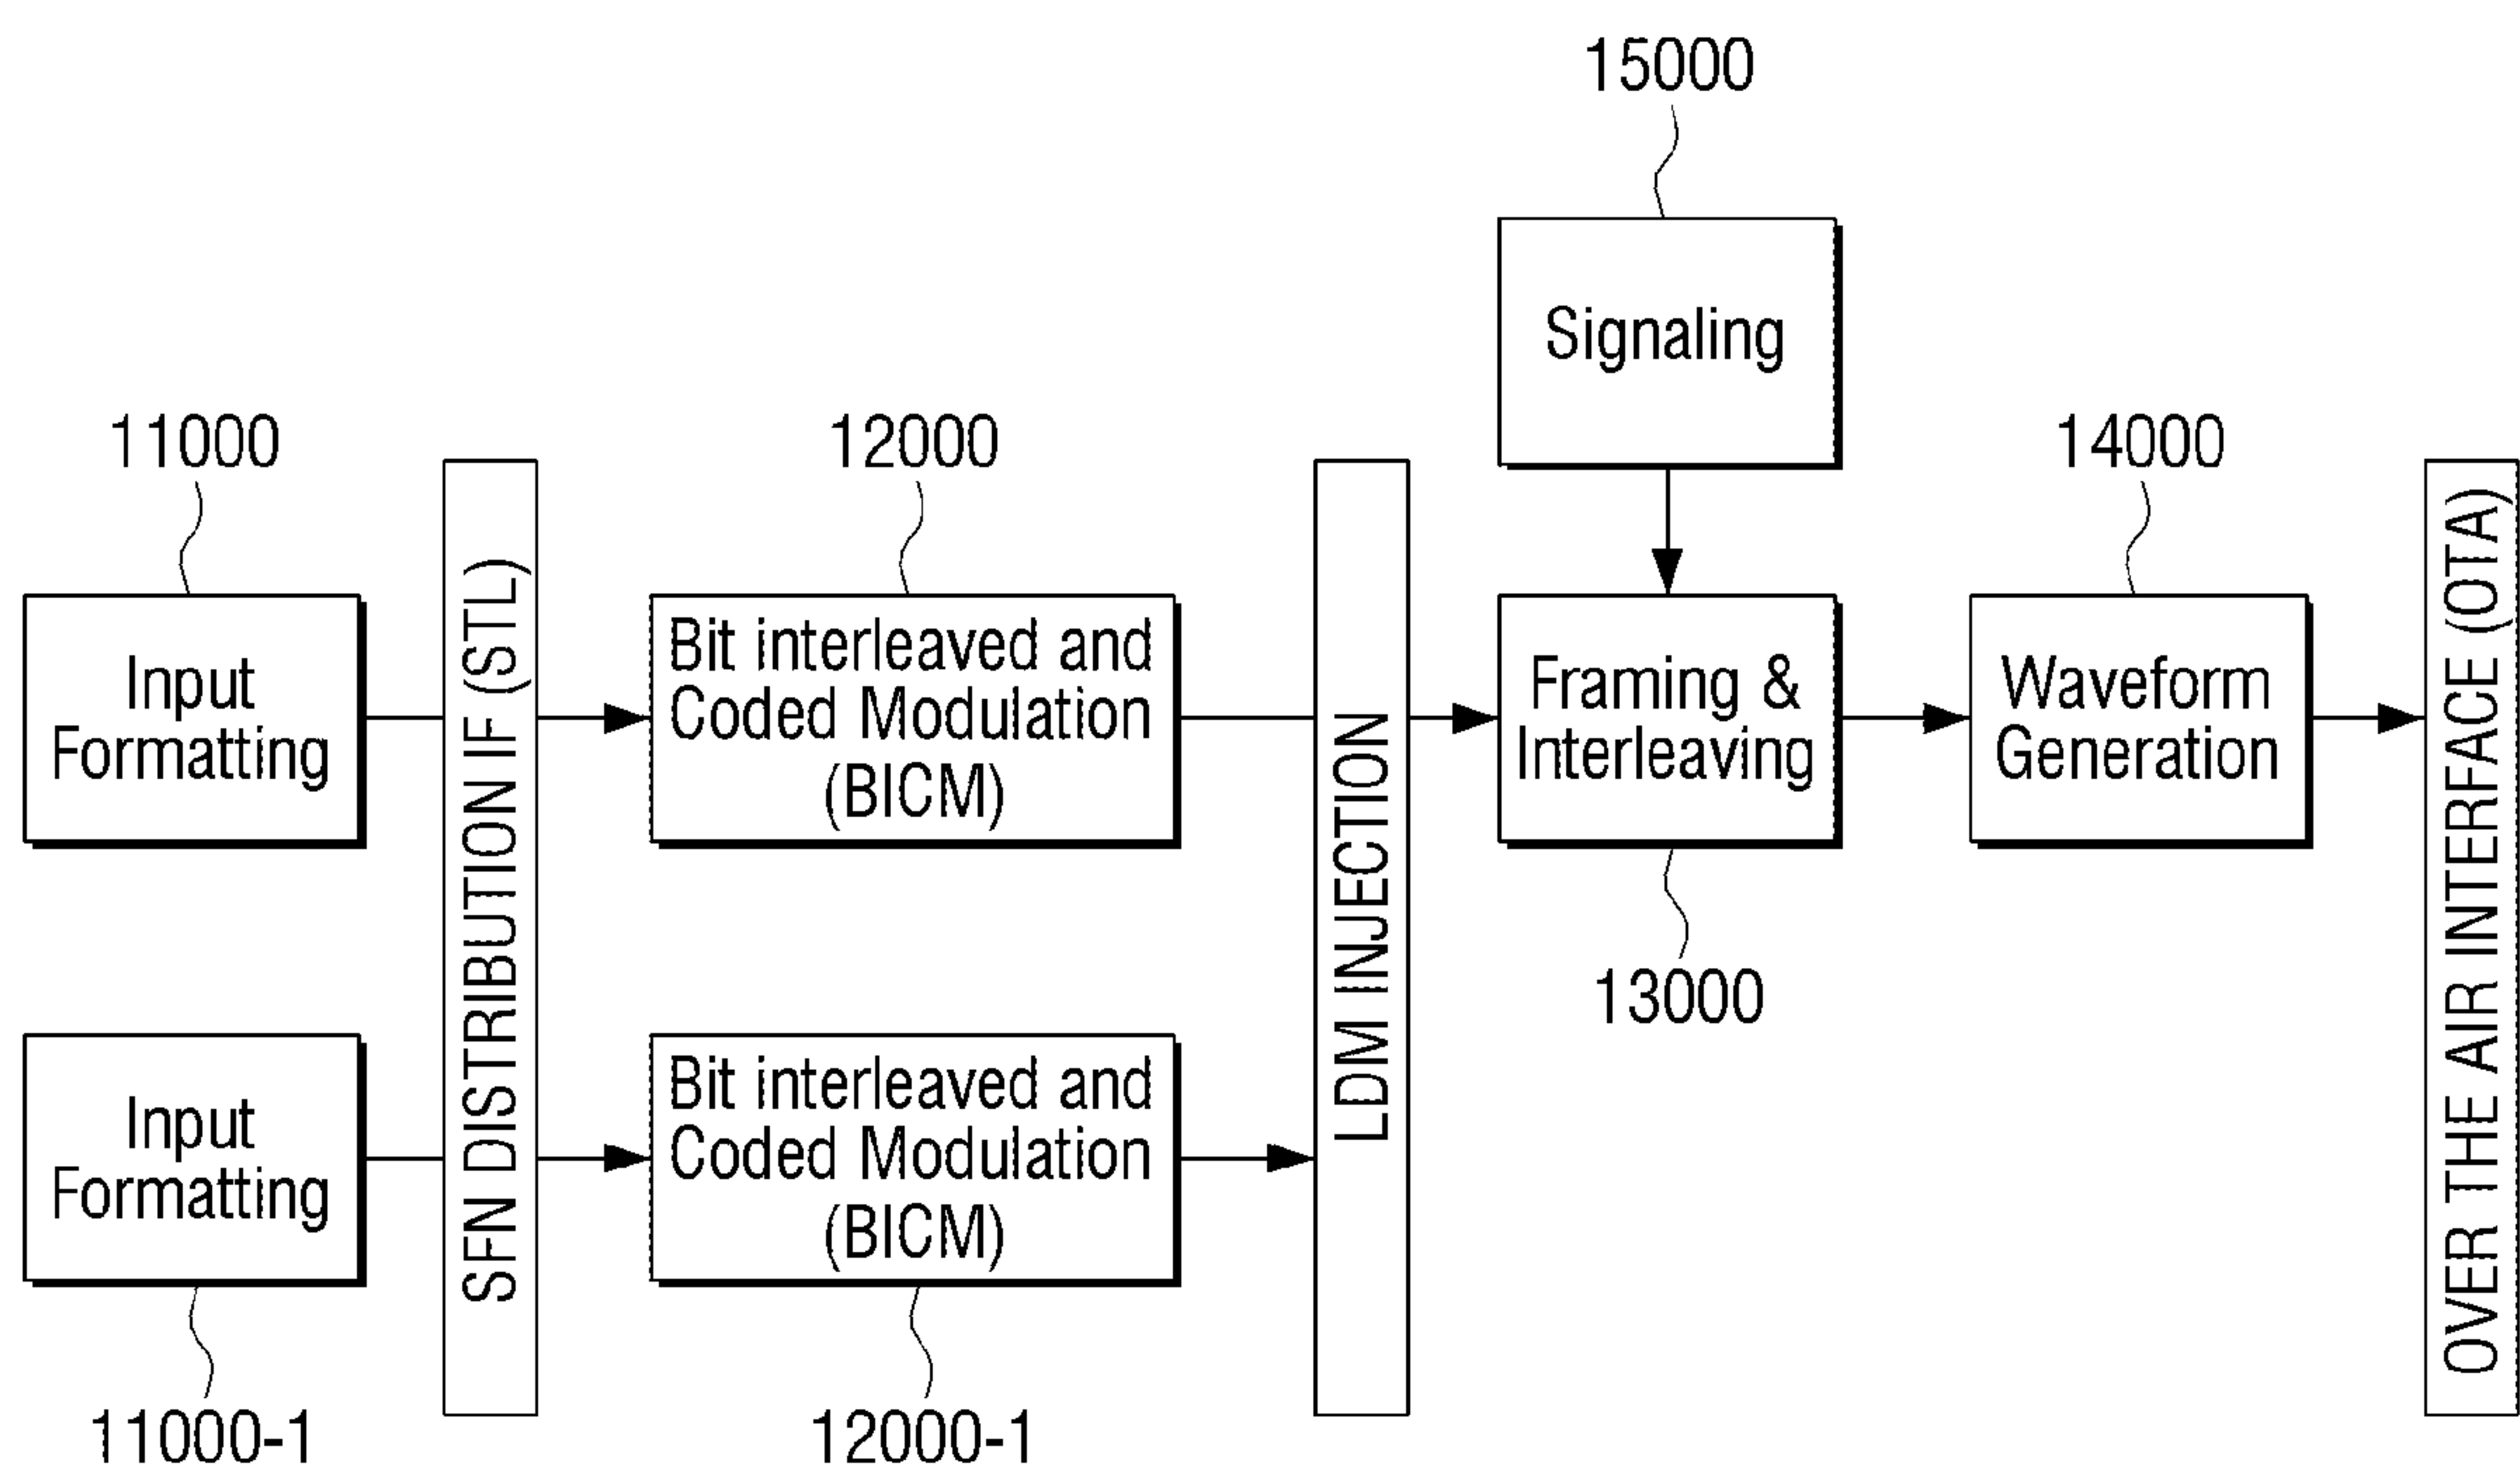 15000
Signaling
11000
12000
14000
Input
Formatting
SFN DISTRIBUTION IF (STL)
Bit interleaved and
Coded Modulation
(BICM)
LDM INJECTION
Framing &
Interleaving
Waveform
Generation
OVER THE AIR INTERFACE (OTA)
13000
Input
Formatting
Bit interleaved and
Coded Modulation
(BICM)
11000-1
12000-1